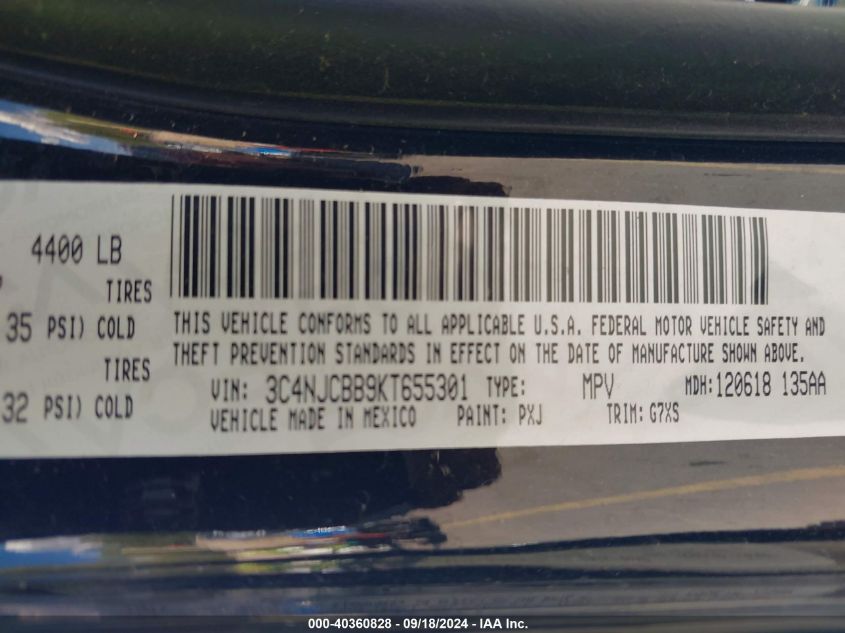 4400 LB
TIRES
35 PSI) COLD
TIRES
32 PSI) COLD
THIS VEHICLE CONFORMS TO ALL APPLICABLE U.S.A. FEDERAL MOTOR VEHICLE SAFETY AND
THEFT PREVENTION STANDARDS IN EFFECT ON THE DATE OF MANUFACTURE SHOWN ABOVE.
VIN: 3C4NJCBB9KT655301 TYPE: MPV MDH:120618 135AA
VEHICLE MADE IN MEXICO PAINT: PXJ TRIM: G7XS
000-40360828 - 09/18/2024 - IAA Inc.